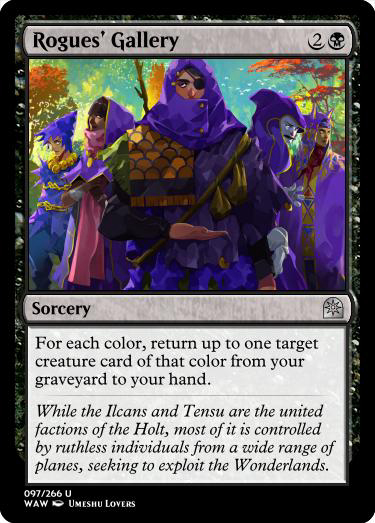 Rogues' Gallery 2
Sorcery
For each color, return up to one target
creature card of that color from your
graveyard to your hand.
While the Ilcans and Tensu are the united
factions of the Holt, most of it is controlled
by ruthless individuals from a wide range of
planes, seeking to exploit the Wonderlands.
097/266 U
WAW Umeshu Lovers